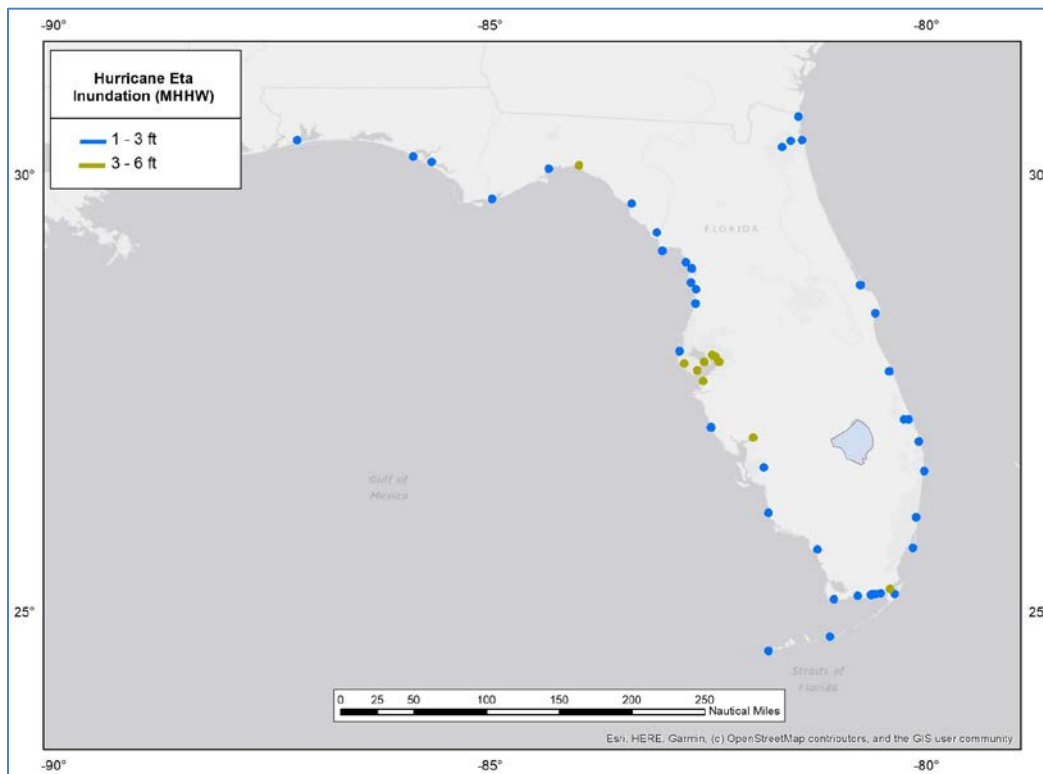 -90°
-85°
-80°
Hurricane Eta
Inundation (MHHW)
1 - 3 ft
3 - 6 ft
30°
30
FLORIDA
Gulf of
Mexico
25°
25
Straits of
Florida
0 25 50 100 150 200 250
Nautical Miles
Esri, HERE, Garmin, (c) OpenStreetMap contributors, and the GIS user community
-90°
-85°
-80°